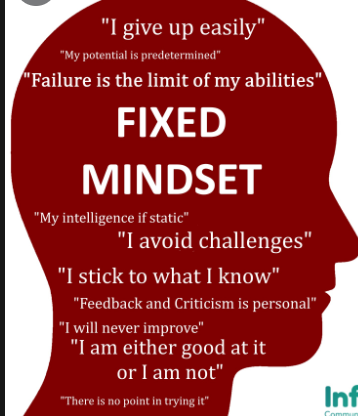 "I give up easily"
"My potential is predetermined"
"Failure is the limit of my abilities"
FIXED
MINDSET
"My intelligence if static"
"I avoid challenges"
"I stick to what I know"
"Feedback and Criticism is personal"
"I will never improve"
"I am either good at it
or I am not"
"There is no point in trying it"